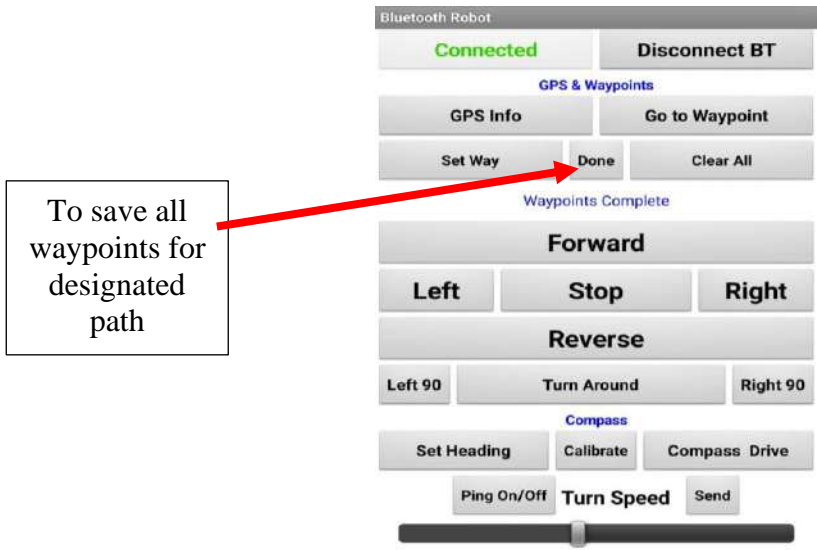 Bluetooth Robot
Connected Disconnect BT
GPS & Waypoints
GPS Info Go to Waypoint
Set Way Done Clear All
Waypoints Complete
To save all
waypoints for
designated
path
Forward
Left Stop Right
Reverse
Left 90 Turn Around Right 90
Compass
Set Heading Calibrate Compass Drive
Ping On/Off Turn Speed Send